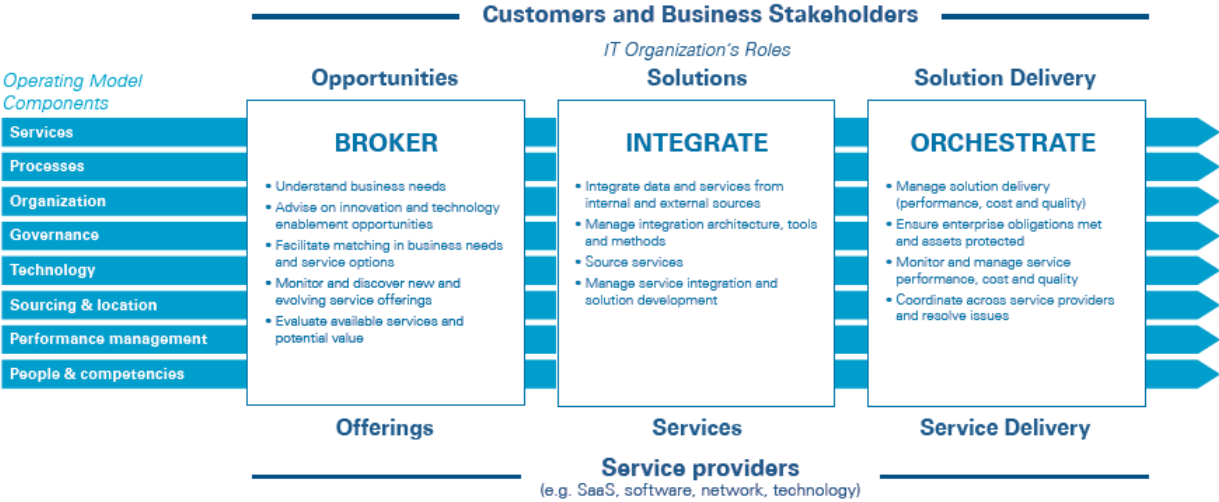 Customers and Business Stakeholders
IT Organization's Roles
Operating Model
Components
Opportunities
Solutions
Solution Delivery
Services
Processes
Organization
Governance
Technology
Sourcing & location
Performance management
People & competencies
BROKER
• Understand business needs
• Advise on innovation and technology
enablement opportunities
• Facilitate matching in business needs
and service options
• Monitor and discover new and
evolving service offerings
• Evaluate available services and
potential value
INTEGRATE
• Integrate data and services from
internal and external sources
• Manage integration architecture, tools
and methods
• Source services
• Manage service integration and
solution development
ORCHESTRATE
• Manage solution delivery
(performance, cost and quality)
• Ensure enterprise obligations met
and assets protected
• Monitor and manage service
performance, cost and quality
• Coordinate across service providers
and resolve issues
Offerings
Services
Service Delivery
Service providers
(e.g. SaaS, software, network, technology)